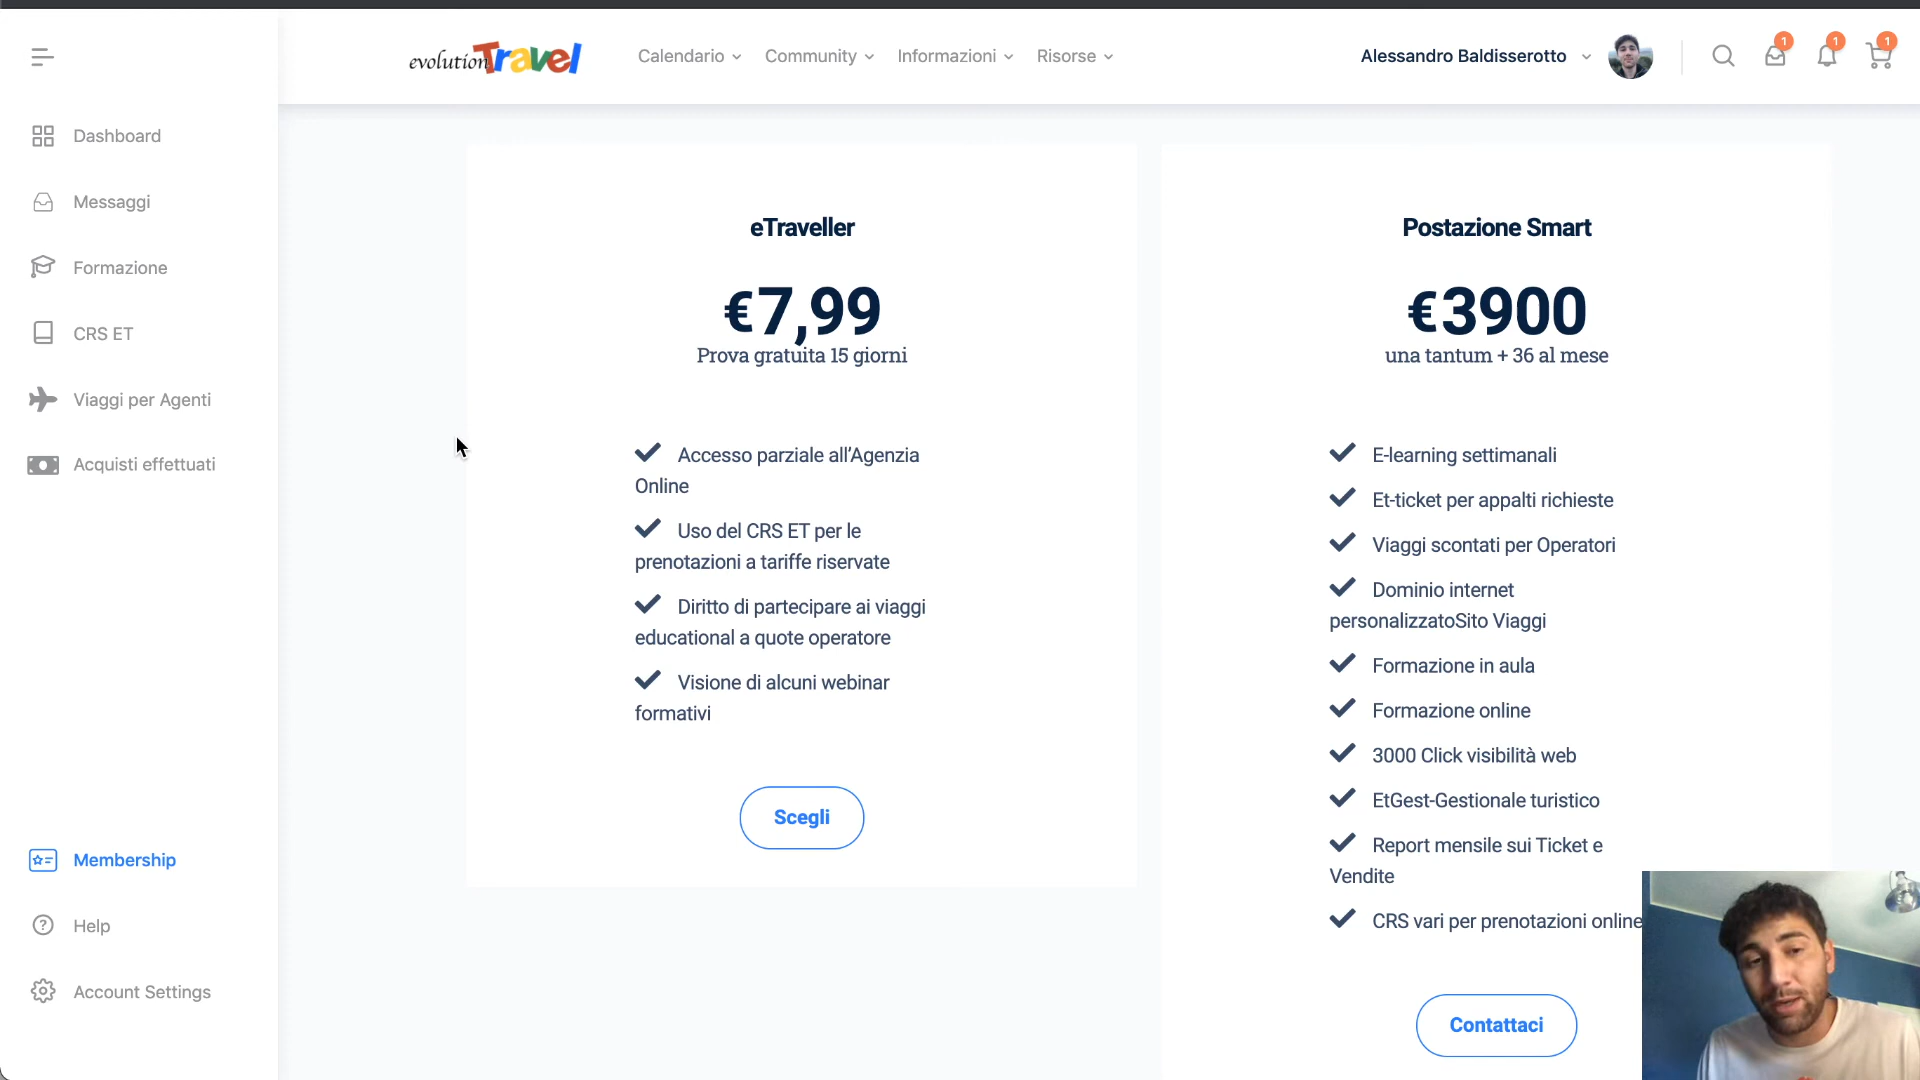 evolution Travel
Calendario
Community
Informazioni
Risorse
Alessandro Baldisserotto
1
1
1
Dashboard
Messaggi
Formazione
CRS ET
Viaggi per Agenti
Acquisti effettuati
Membership
Help
Account Settings
eTraveller
€7,99
Prova gratuita 15 giorni
Accesso parziale all'Agenzia
Online
Uso del CRS ET per le
prenotazioni a tariffe riservate
Diritto di partecipare ai viaggi
educational a quote operatore
Visione di alcuni webinar
formativi
Scegli
Postazione Smart
€3900
una tantum + 36 al mese
E-learning settimanali
Et-ticket per appalti richieste
Viaggi scontati per Operatori
Dominio internet
personalizzatoSito Viaggi
Formazione in aula
Formazione online
3000 Click visibilità web
EtGest-Gestionale turistico
Report mensile sui Ticket e
Vendite
CRS vari per prenotazioni online
Contattaci